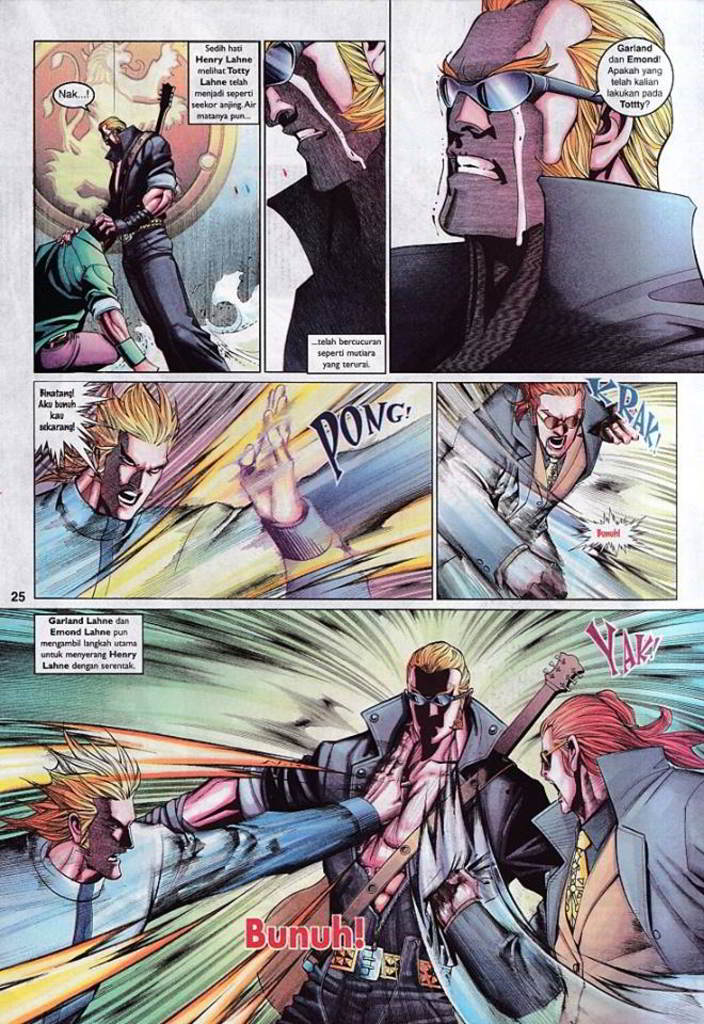 Nak...!
Sedih hati
Henry Lahne
melihat Totty
Lahne telah
menjadi seperti
seekor anjing. Air
matanya pun...
...telah bercucuran
seperti mutiara
yang terurai.
Garland
dan Emond!
Apakah yang
telah kalian
lakukan pada
Tottty?
Binatang!
Aku bunuh
kau
sekarang!
PONG!
KRAK!
Bunuh!
25
Garland Lahne dan
Emond Lahne pun
mengambil langkah utama
untuk menyerang Henry
Lahne dengan serentak.
YAK!
Bunuh!